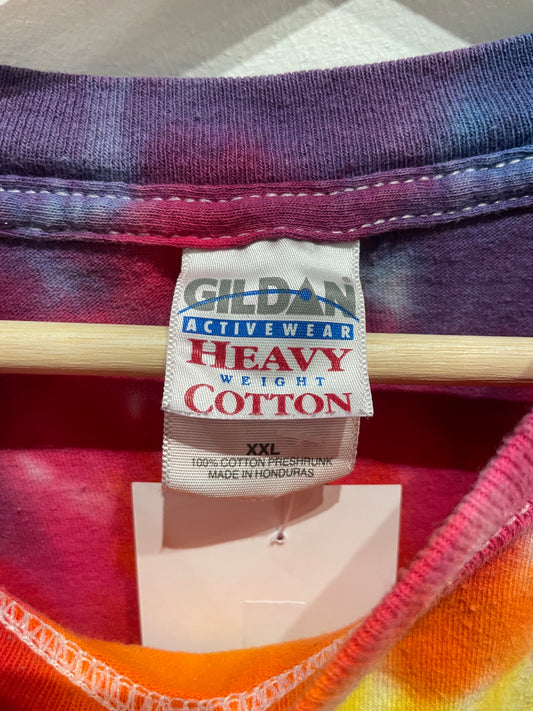 GILDAN
ACTIVEWEAR
HEAVY
WEIGHT
COTTON
XXL
100% COTTON PRESHRUNK
MADE IN HONDURAS